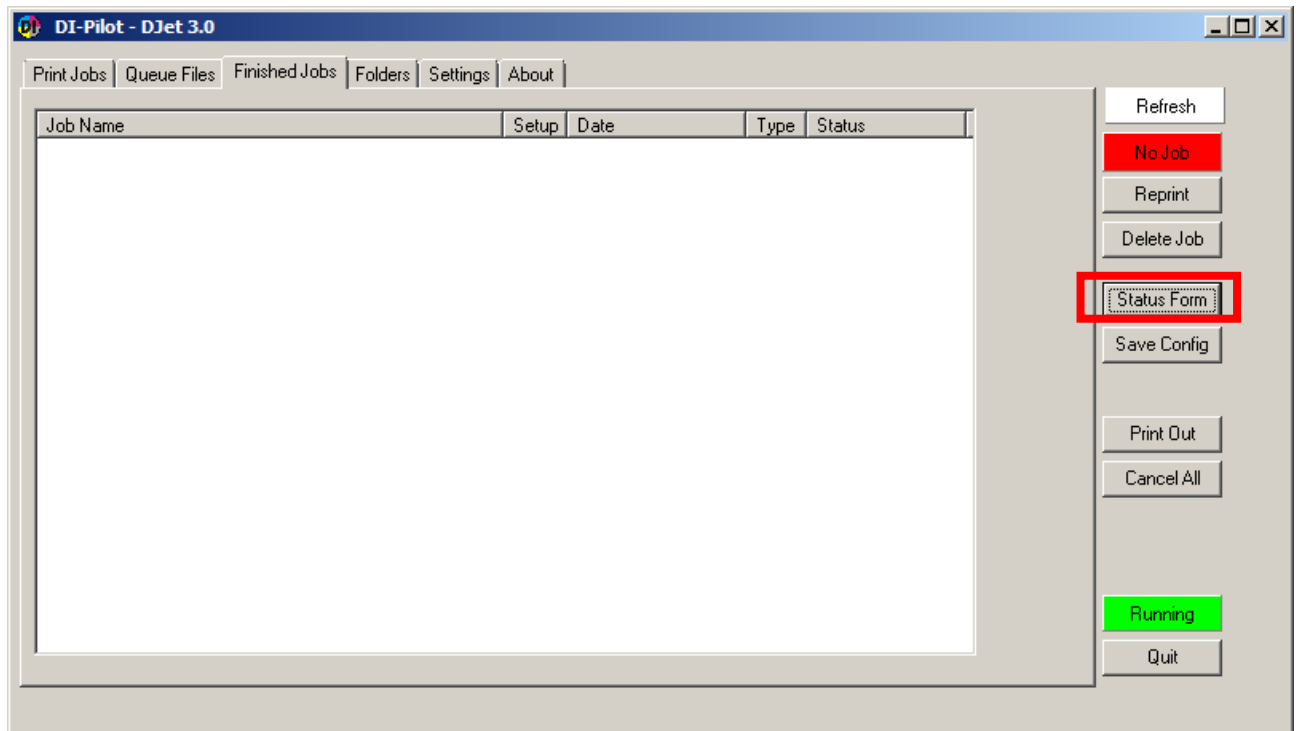 DI-Pilot - DJet 3.0
Print Jobs Queue Files Finished Jobs Folders Settings About
Job Name Setup Date Type Status
Refresh
No Job
Reprint
Delete Job
Status Form
Save Config
Print Out
Cancel All
Running
Quit